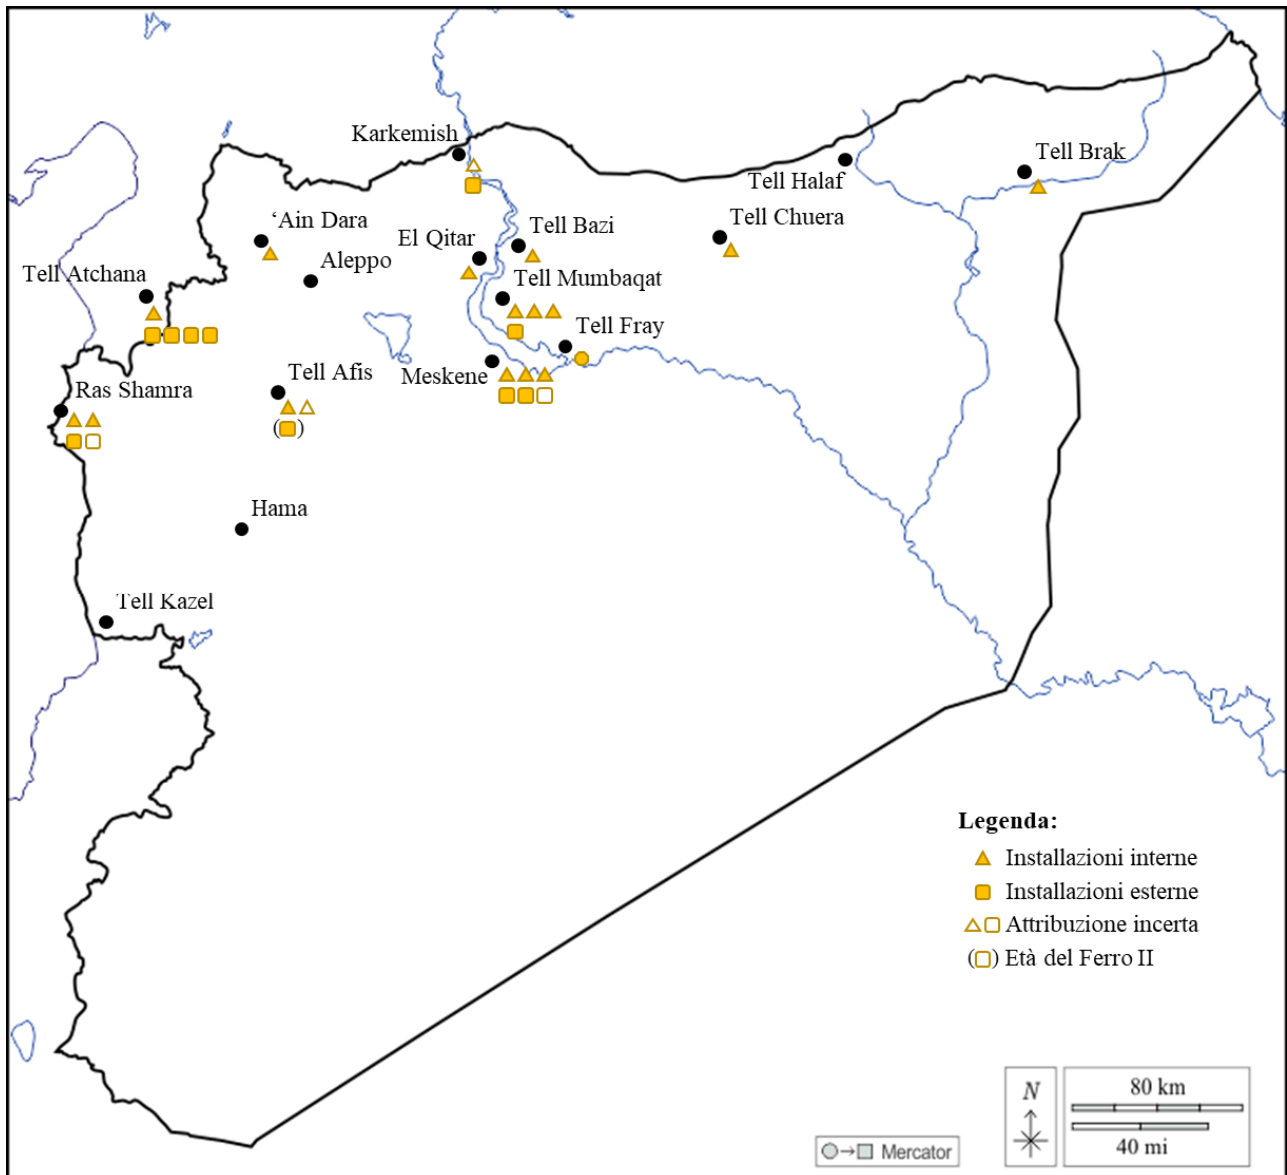 Karkemish
Tell Brak
Tell Halaf
'Ain Dara
Tell Chuera
El Qitar
Tell Bazi
Aleppo
Tell Atchana
Tell Mumbaqat
Tell Fray
Tell Afis
Meskene
Ras Shamra
( )
Hama
Tell Kazel
Legenda:
Installazioni interne
Installazioni esterne
Attribuzione incerta
( ) Età del Ferro II
N
80 km
40 mi
Mercator